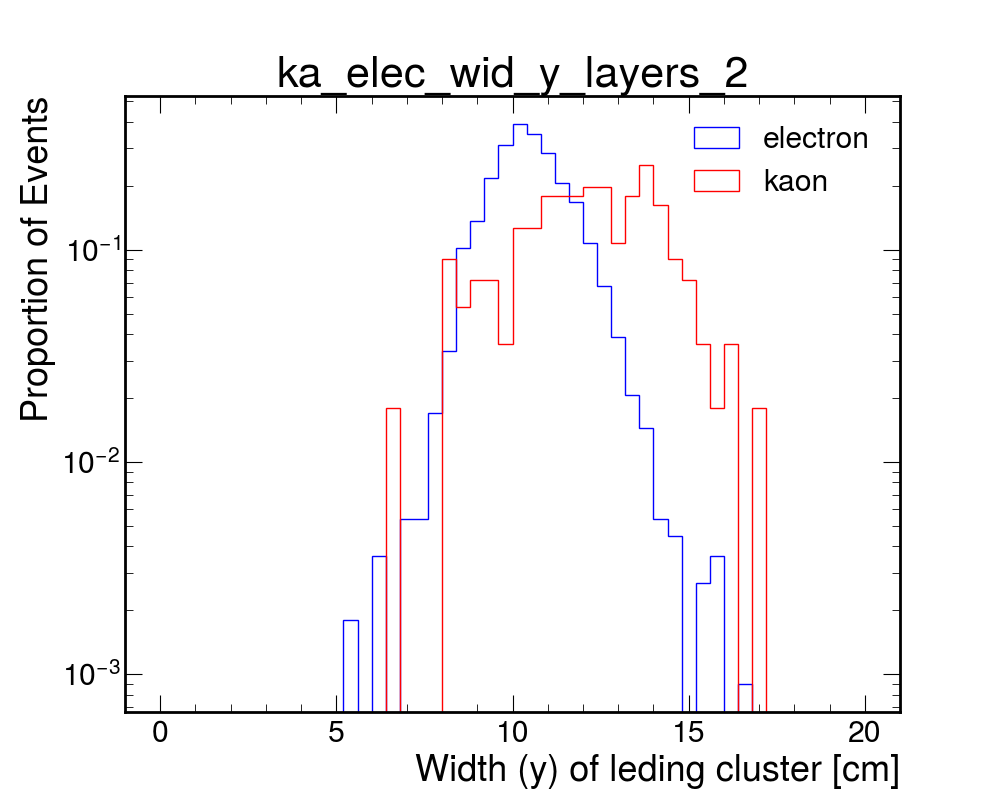 ka_elec_wid_y_layers_2
Proportion of Events
electron
kaon
10⁻¹
10⁻²
10⁻³
0 5 10 15 20
Width (y) of leding cluster [cm]